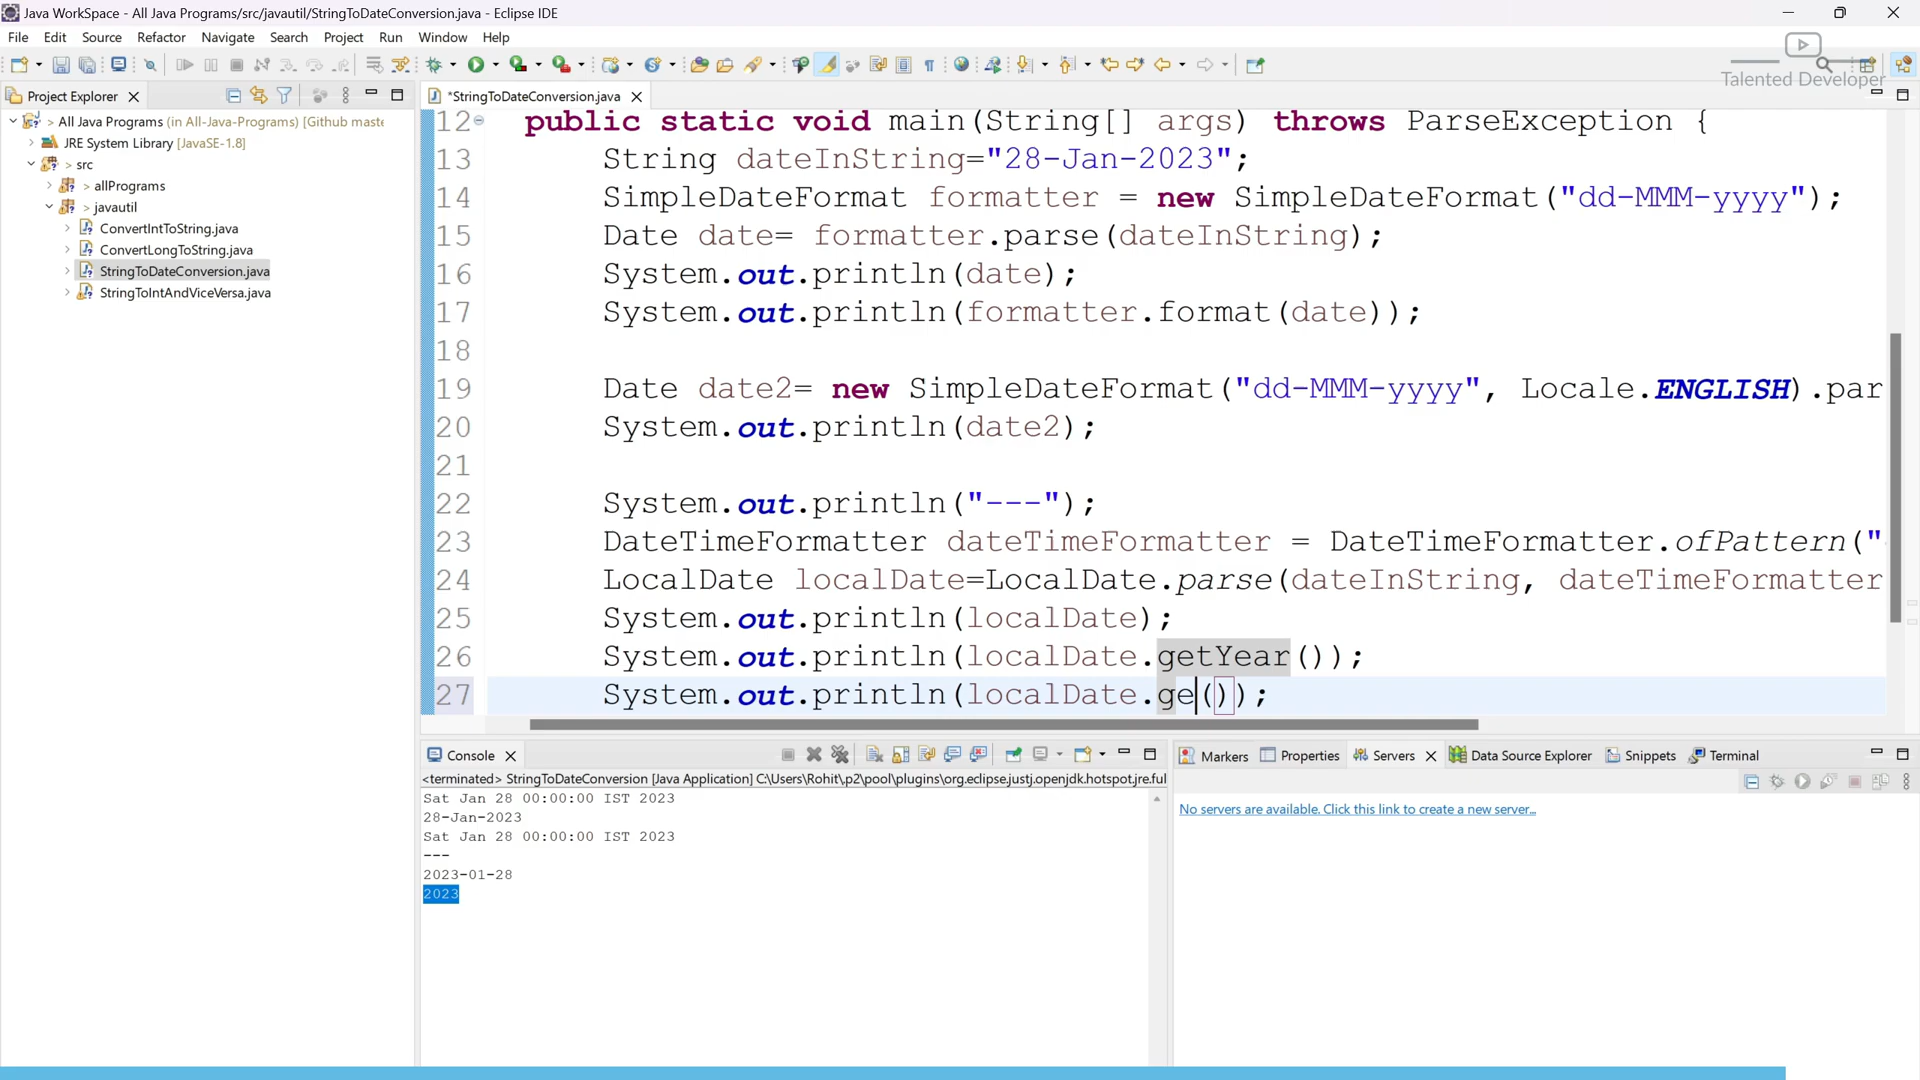 Java WorkSpace - All Java Programs/src/javautil/StringToDateConversion.java - Eclipse IDE
File Edit Source Refactor Navigate Search Project Run Window Help
Talented Developer
Project Explorer
*StringToDateConversion.java
> All Java Programs (in All-Java-Programs) [Github maste
JRE System Library [JavaSE-1.8]
> src
> allPrograms
> javautil
ConvertIntToString.java
ConvertLongToString.java
StringToDateConversion.java
StringToIntAndViceVersa.java
12 public static void main(String[] args) throws ParseException {
13 String dateInString="28-Jan-2023";
14 SimpleDateFormat formatter = new SimpleDateFormat("dd-MMM-yyyy");
15 Date date= formatter.parse(dateInString);
16 System.out.println(date);
17 System.out.println(formatter.format(date));
18
19 Date date2= new SimpleDateFormat("dd-MMM-yyyy", Locale.ENGLISH).par
20 System.out.println(date2);
21
22 System.out.println("---");
23 DateTimeFormatter dateTimeFormatter = DateTimeFormatter.ofPattern("
24 LocalDate localDate=LocalDate.parse(dateInString, dateTimeFormatter
25 System.out.println(localDate);
26 System.out.println(localDate.getYear());
27 System.out.println(localDate.ge());
Console
<terminated> StringToDateConversion [Java Application] C:\Users\Rohit\.p2\pool\plugins\org.eclipse.justj.openjdk.hotspot.jre.ful
Sat Jan 28 00:00:00 IST 2023
28-Jan-2023
Sat Jan 28 00:00:00 IST 2023
---
2023-01-28
2023
Markers Properties Servers Data Source Explorer Snippets Terminal
No servers are available. Click this link to create a new server...